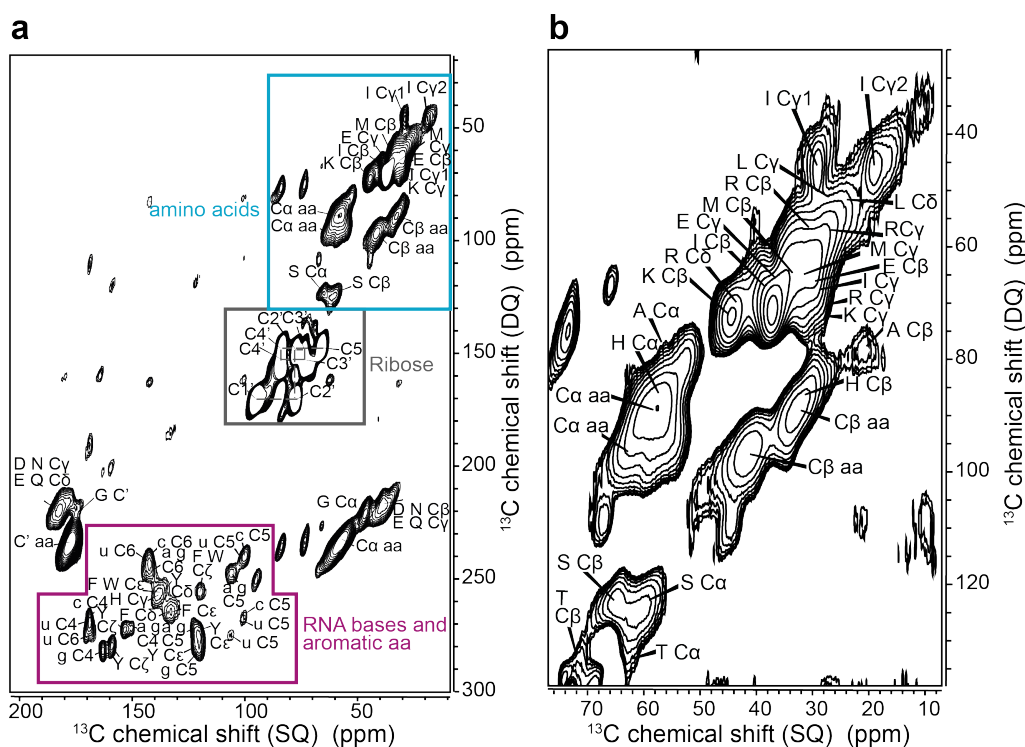 a
I Cγ1
I Cγ2
M Cβ
E Cγ
I Cβ
K Cβ
M Cγ
E Cβ
I Cγ1
K Cγ
amino acids
Cα aa
Cα aa
Cβ aa
Cβ aa
S Cα
S Cβ
C2'C3'
C4'
C4'
C5
C3'
Ribose
C2'
D N Cγ
E Q Cδ
G C'
C' aa
G Cα
D N Cβ
E Q Cγ
Cα aa
u C6
c C6
u C5
c C5
a g
C6
F W
Cζ
Y
F W Cε
Y
Cδ
H Cγ
a g
C5
c C4
u C4
Y
Cζ
F Cδ
F Cε
c C5
u C6
a g
C4
a g
C5
Y
Cε
u C5
u C5
g C4
Y
Cζ
Y
Cε
g C5
RNA bases and
aromatic aa
50
100
150
200
250
300
13C chemical shift (DQ) (ppm)
200
150
100
50
13C chemical shift (SQ) (ppm)
b
I Cγ1
I Cγ2
L Cγ
R Cβ
M Cβ
E Cγ
I Cβ
R Cδ
K Cβ
L Cδ
RCγ
M Cγ
E Cβ
I Cγ
R Cγ
K Cγ
A Cβ
A Cα
H Cα
Cα aa
Cα aa
H Cβ
Cβ aa
Cβ aa
S Cβ
S Cα
T
Cβ
T Cα
40
60
80
100
120
13C chemical shift (DQ) (ppm)
70
60
50
40
30
20
10
13C chemical shift (SQ) (ppm)